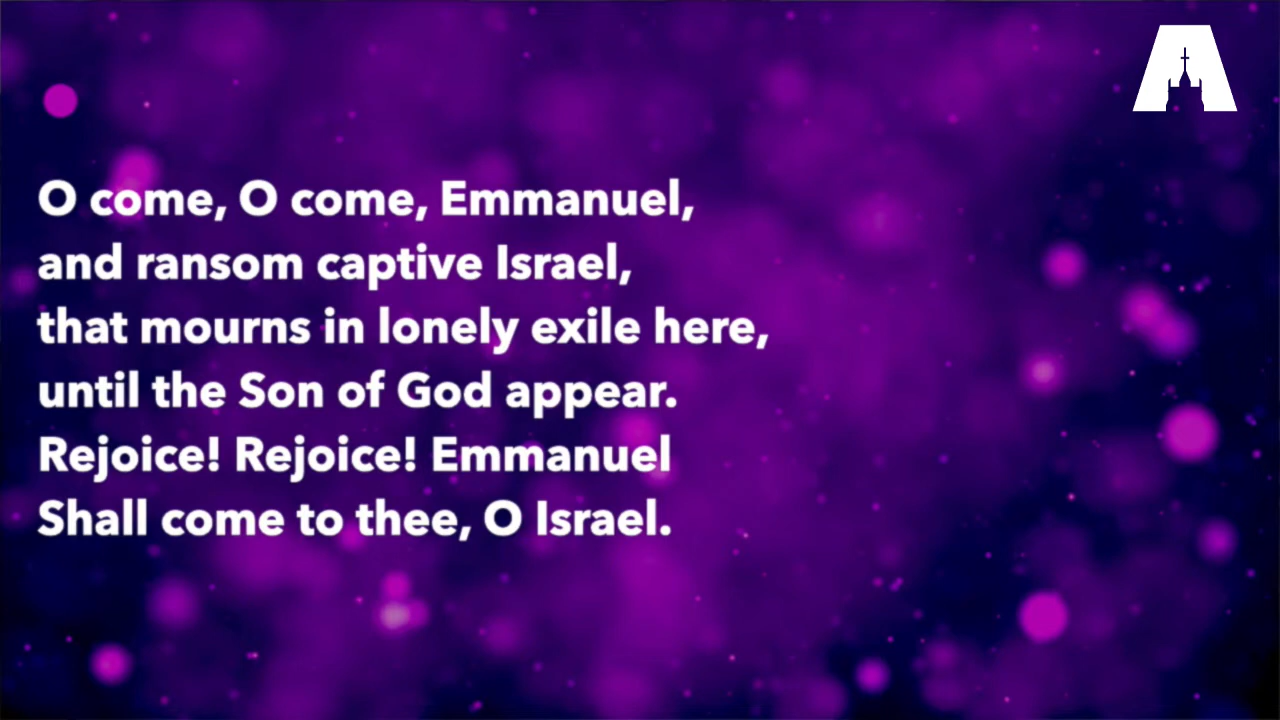 O come, O come, Emmanuel,
and ransom captive Israel,
that mourns in lonely exile here,
until the Son of God appear.
Rejoice! Rejoice! Emmanuel
Shall come to thee, O Israel.